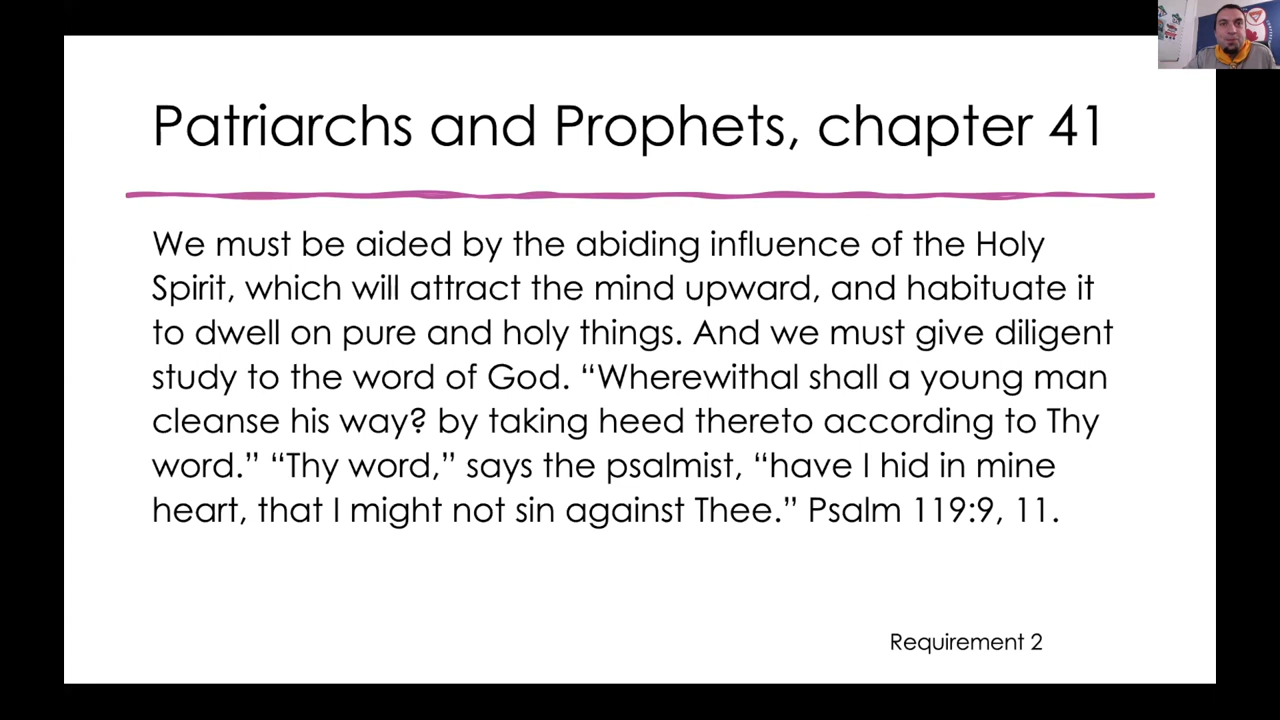 Patriarchs and Prophets, chapter 41
We must be aided by the abiding influence of the Holy
Spirit, which will attract the mind upward, and habituate it
to dwell on pure and holy things. And we must give diligent
study to the word of God. “Wherewithal shall a young man
cleanse his way? by taking heed thereto according to Thy
word.” “Thy word,” says the psalmist, “have I hid in mine
heart, that I might not sin against Thee.” Psalm 119:9, 11.
Requirement 2